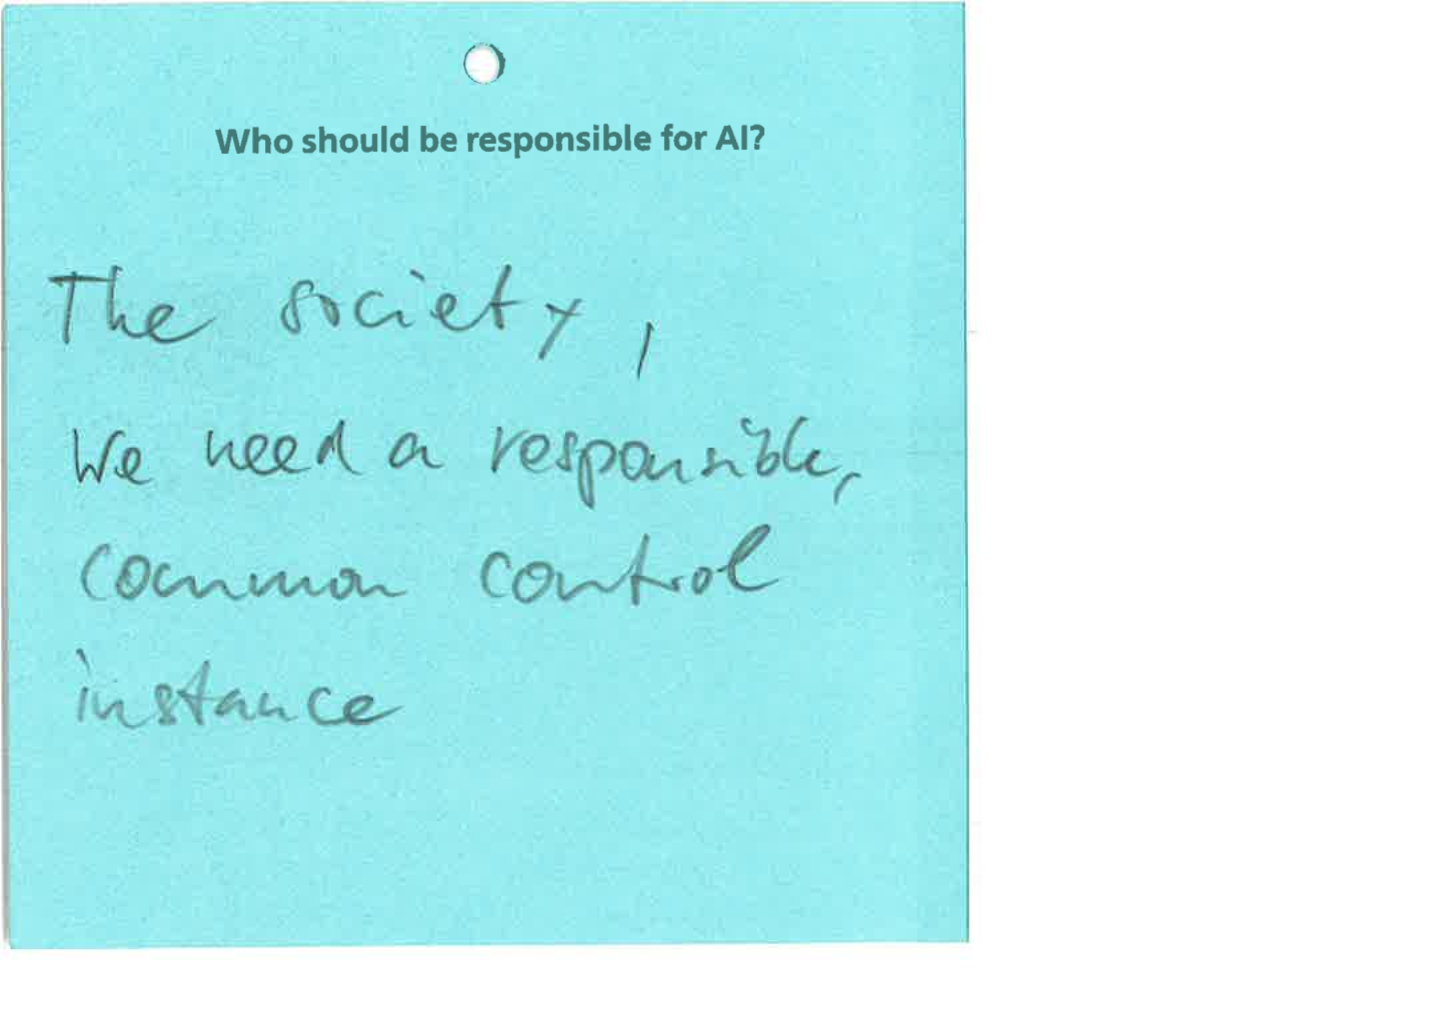 Who should be responsible for AI?
The society,
We need a responsible,
common control
instance